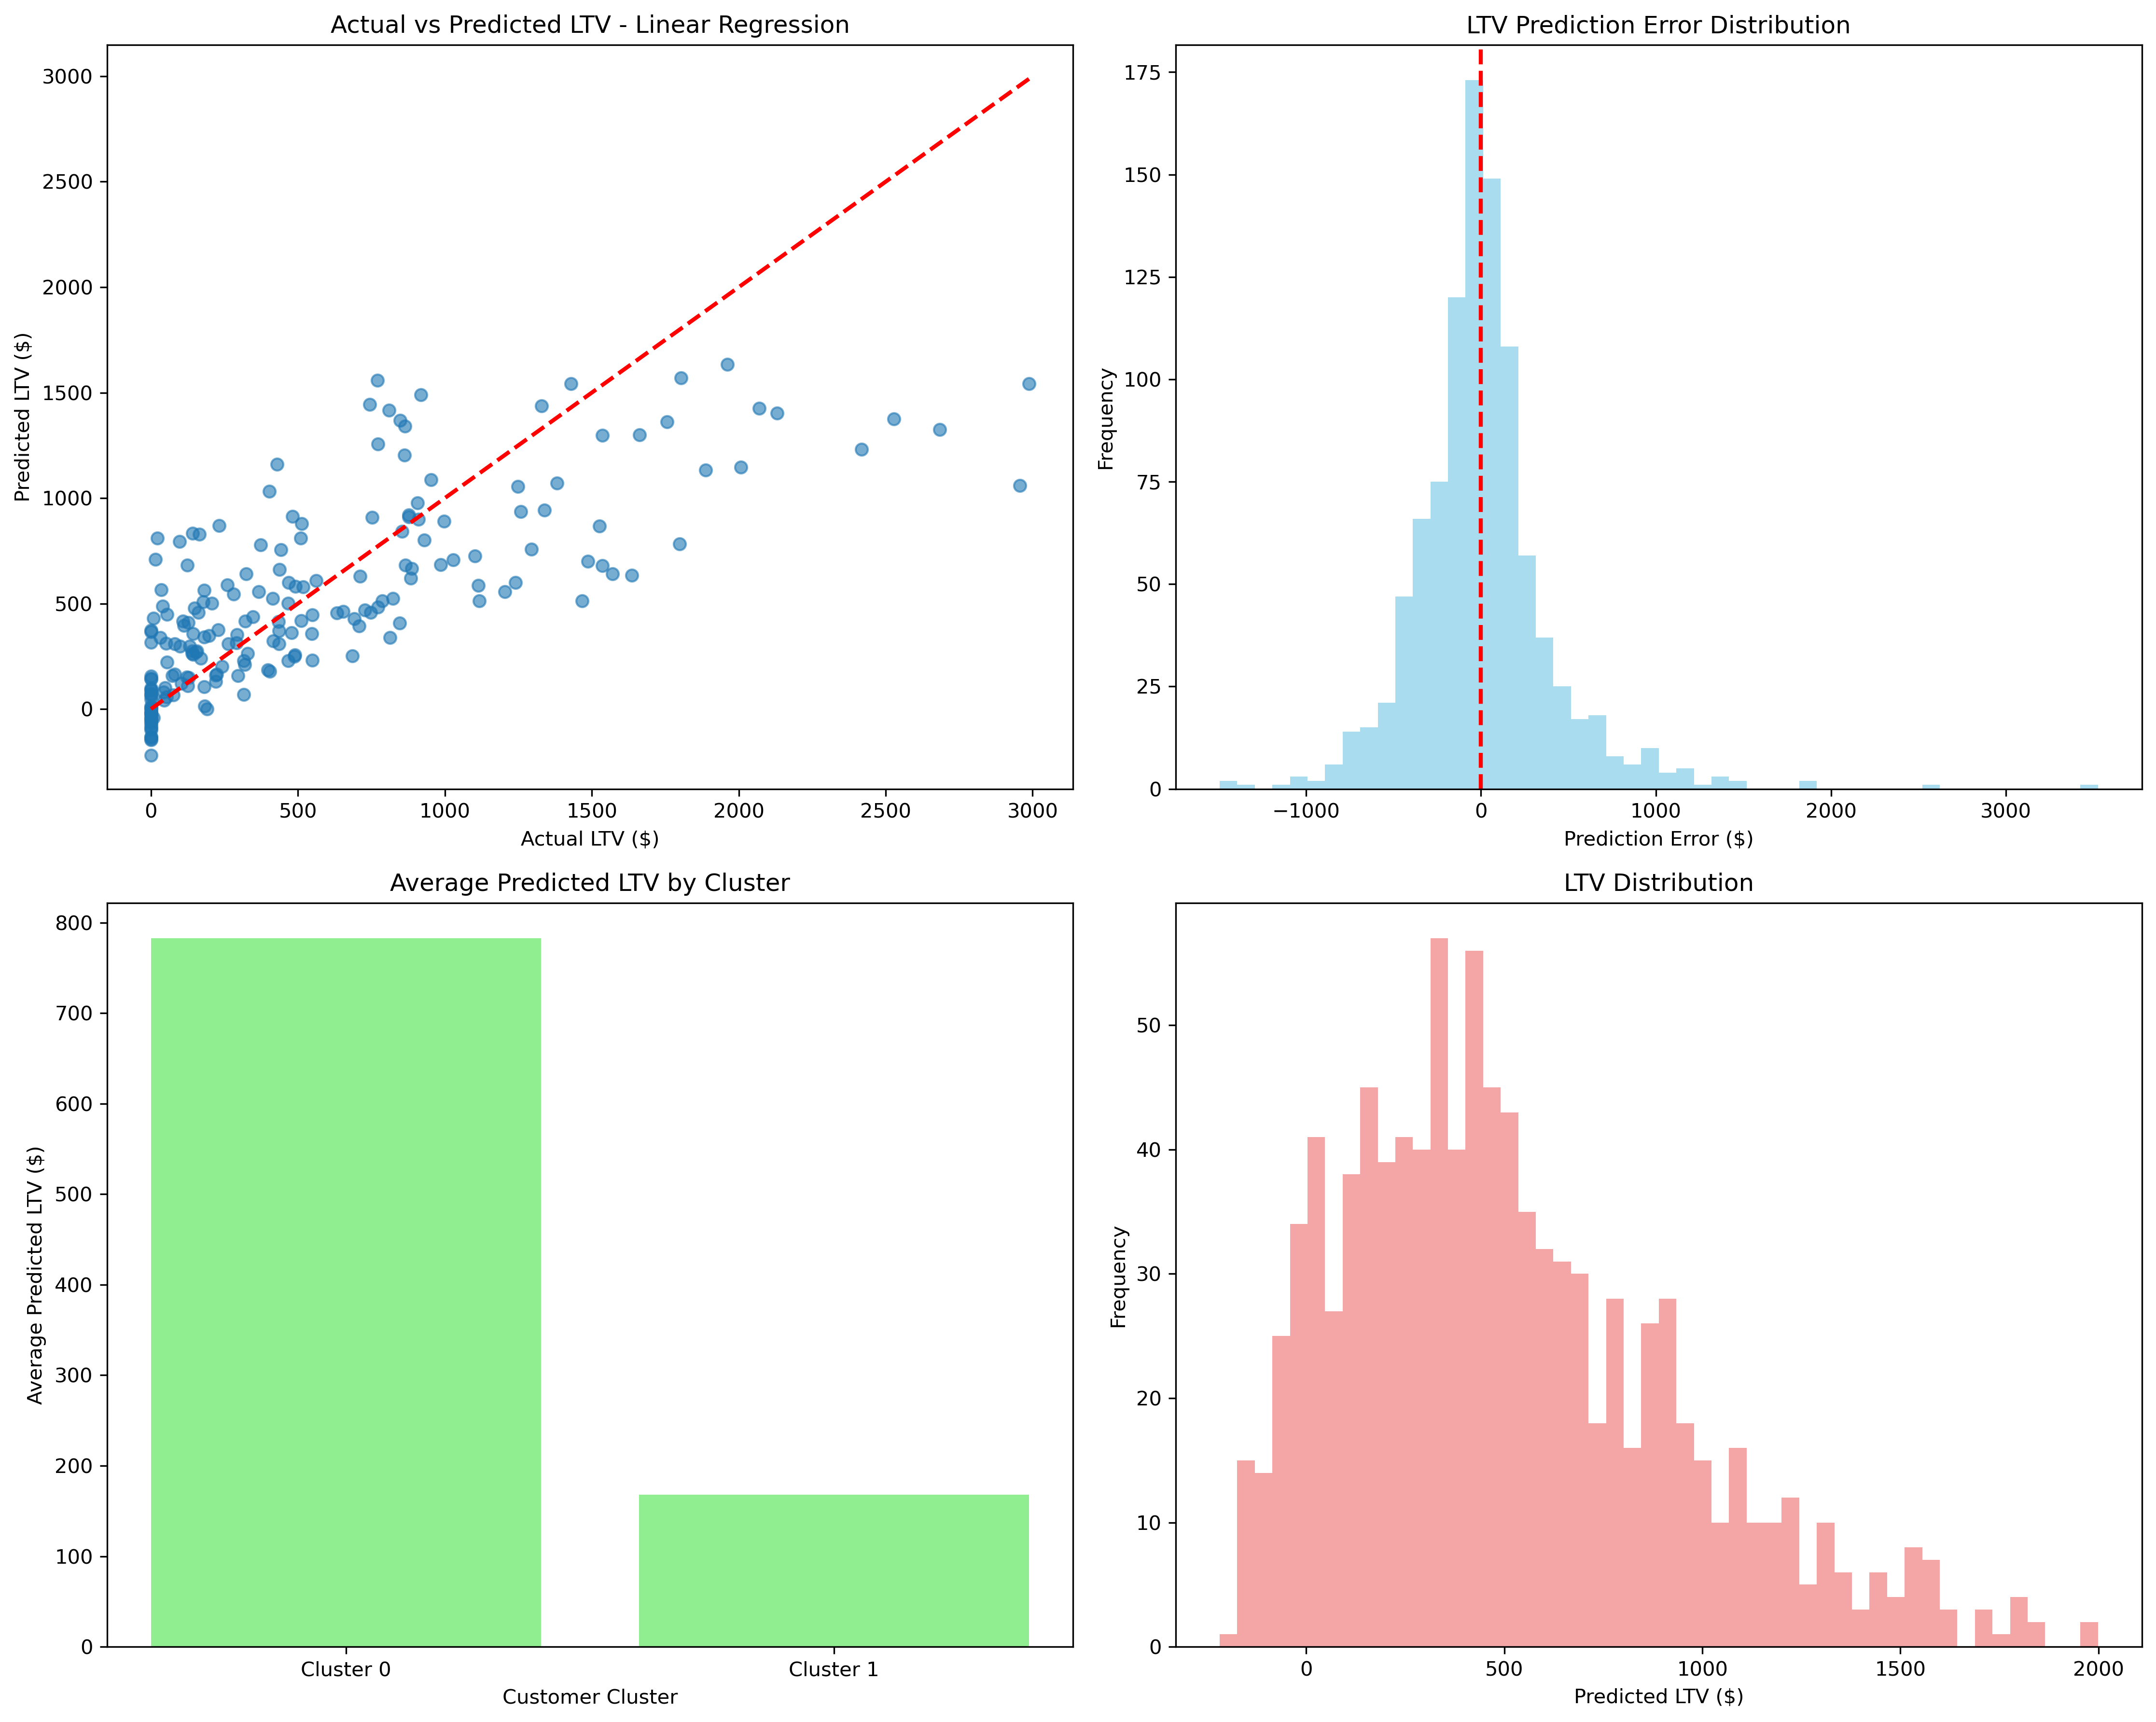 Actual vs Predicted LTV - Linear Regression
3000
2500
2000
1500
1000
500
0
Predicted LTV ($)
0 500 1000 1500 2000 2500 3000
Actual LTV ($)
LTV Prediction Error Distribution
175
150
125
100
75
50
25
0
Frequency
−1000 0 1000 2000 3000
Prediction Error ($)
Average Predicted LTV by Cluster
800
700
600
500
400
300
200
100
0
Average Predicted LTV ($)
Cluster 0 Cluster 1
Customer Cluster
LTV Distribution
50
40
30
20
10
0
Frequency
0 500 1000 1500 2000
Predicted LTV ($)